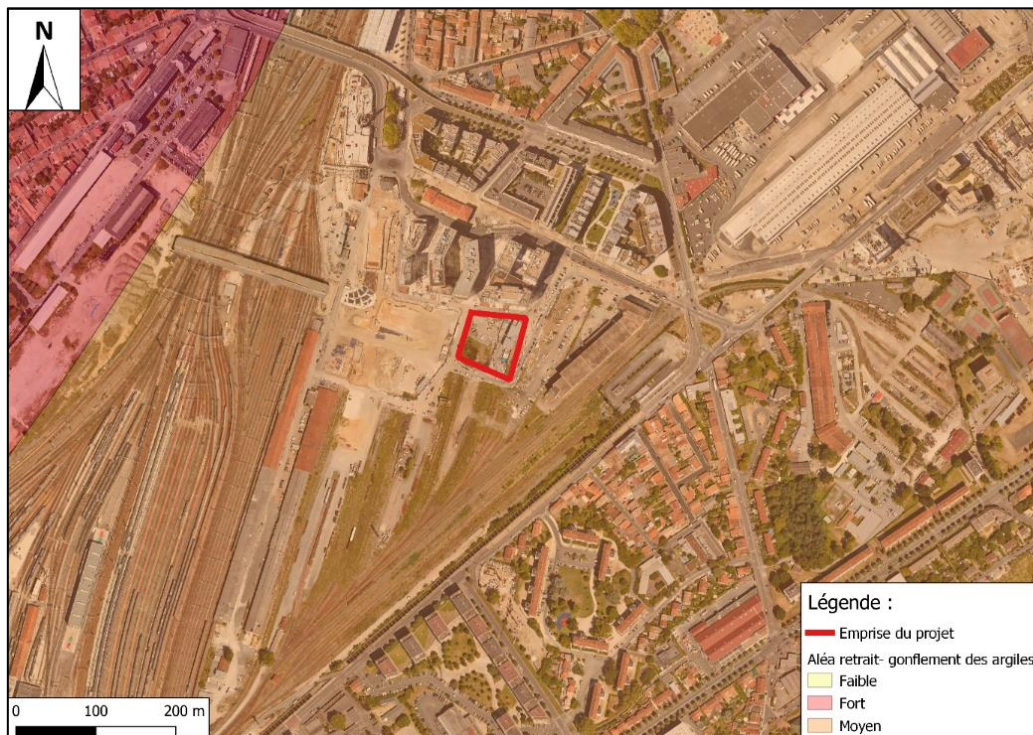 N
Légende :
Emprise du projet
Aléa retrait- gonflement des argiles
Faible
Fort
Moyen
0 100 200 m